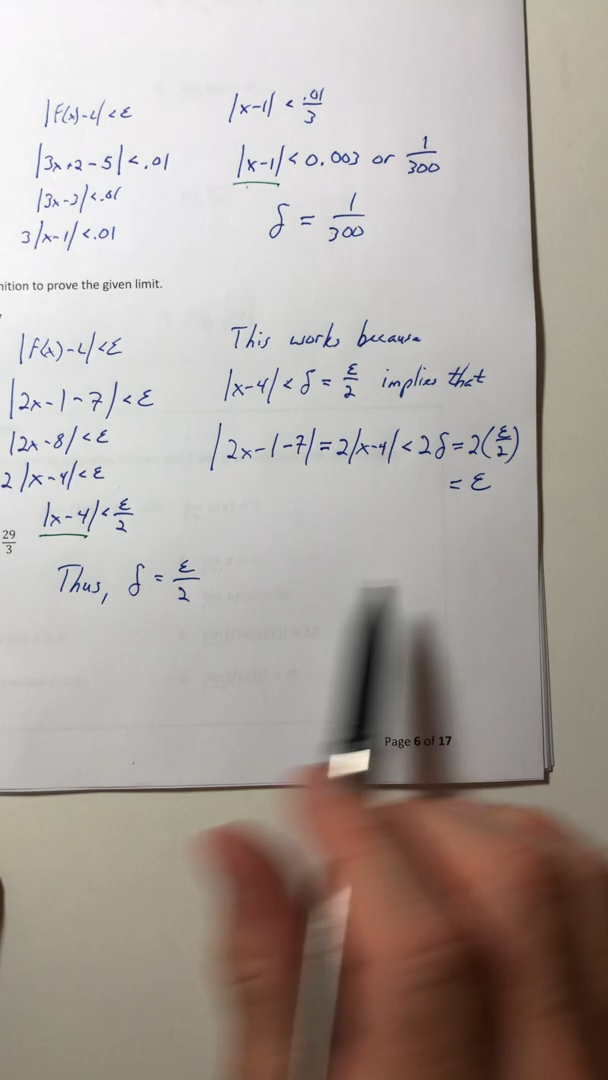 |f(x)-L|<ε
|3x+2-5|<.01
|3x-3|<.01
3|x-1|<.01
|x-1|<.01/3
|x-1|<0.003 or 1/300
δ = 1/300
nition to prove the given limit.
|f(x)-L|<ε
|2x-1-7|<ε
|2x-8|<ε
2|x-4|<ε
|x-4|<ε/2
29/3
Thus, δ = ε/2
This works because
|x-4|<δ = ε/2 implies that
|2x-1-7|=2|x-4|<2δ=2(ε/2)
= ε
Page 6 of 17